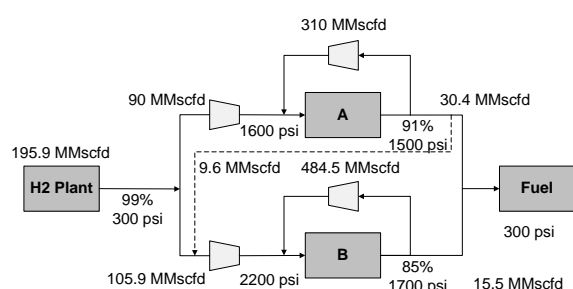 310 MMscfd
90 MMscfd
30.4 MMscfd
A
1600 psi
91%
1500 psi
195.9 MMscfd
9.6 MMscfd
484.5 MMscfd
H2 Plant
Fuel
99%
300 psi
300 psi
B
105.9 MMscfd
2200 psi
85%
1700 psi
15.5 MMscfd